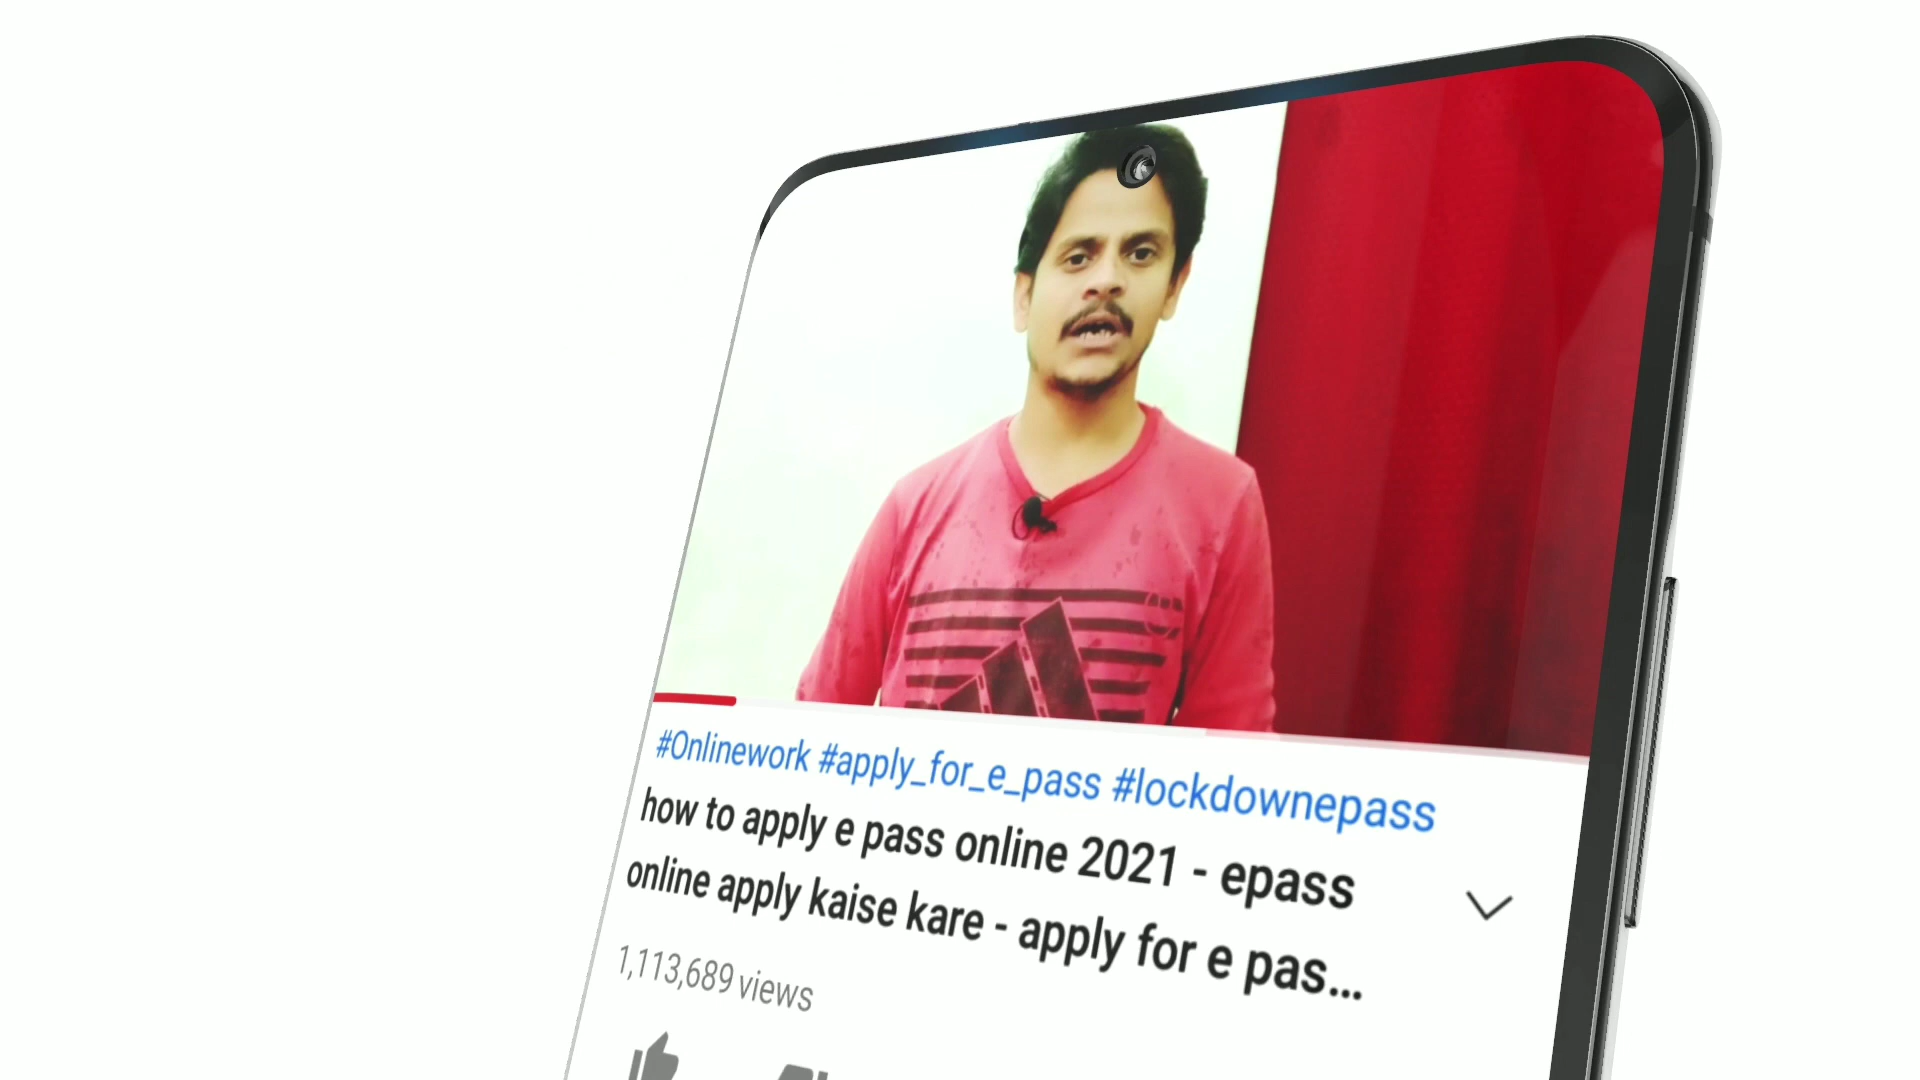 #Onlinework #apply_for_e_pass #lockdownepass
how to apply e pass online 2021 - epass
online apply kaise kare - apply for e pas...
1,113,689 views